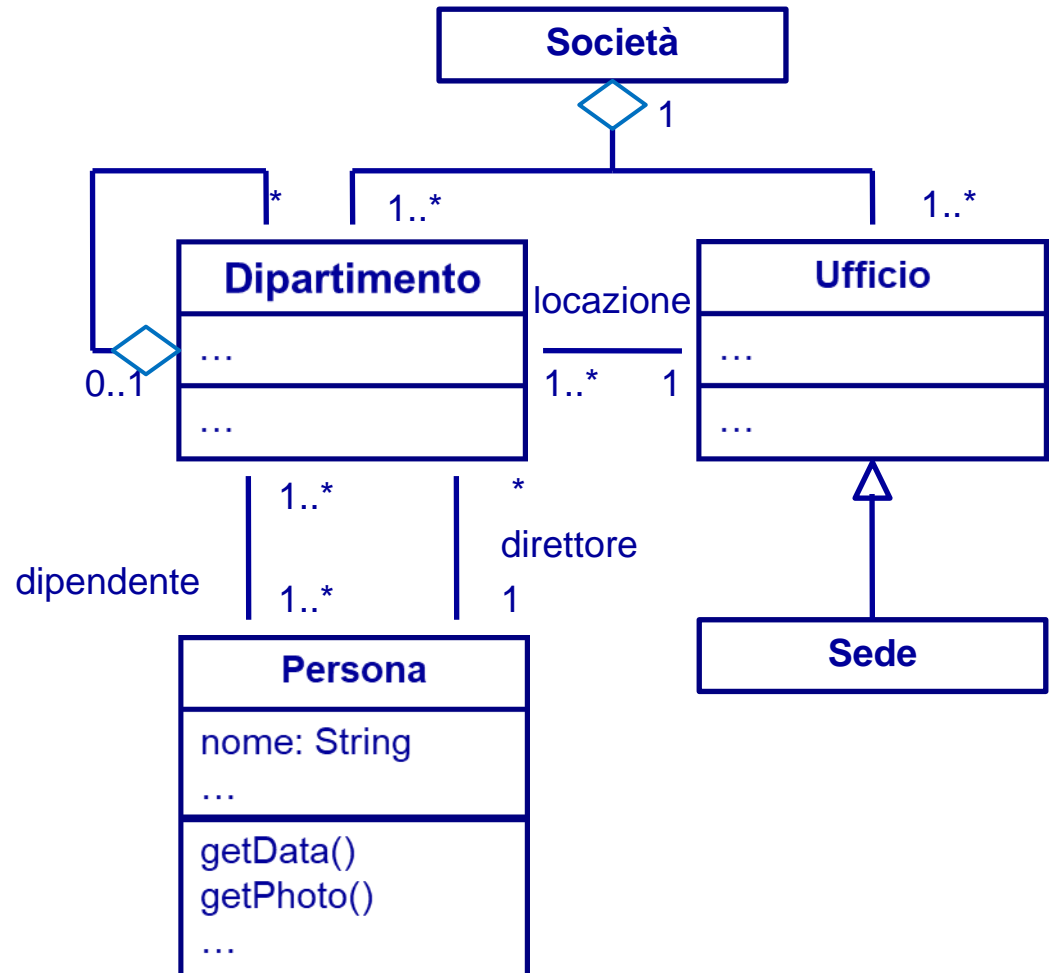 Società
1
*
1..*
1..*
Dipartimento
Ufficio
locazione
…
…
0..1
1..*
1
…
…
1..*
*
direttore
dipendente
1..*
1
Persona
Sede
nome: String
…
getData()
getPhoto()
…